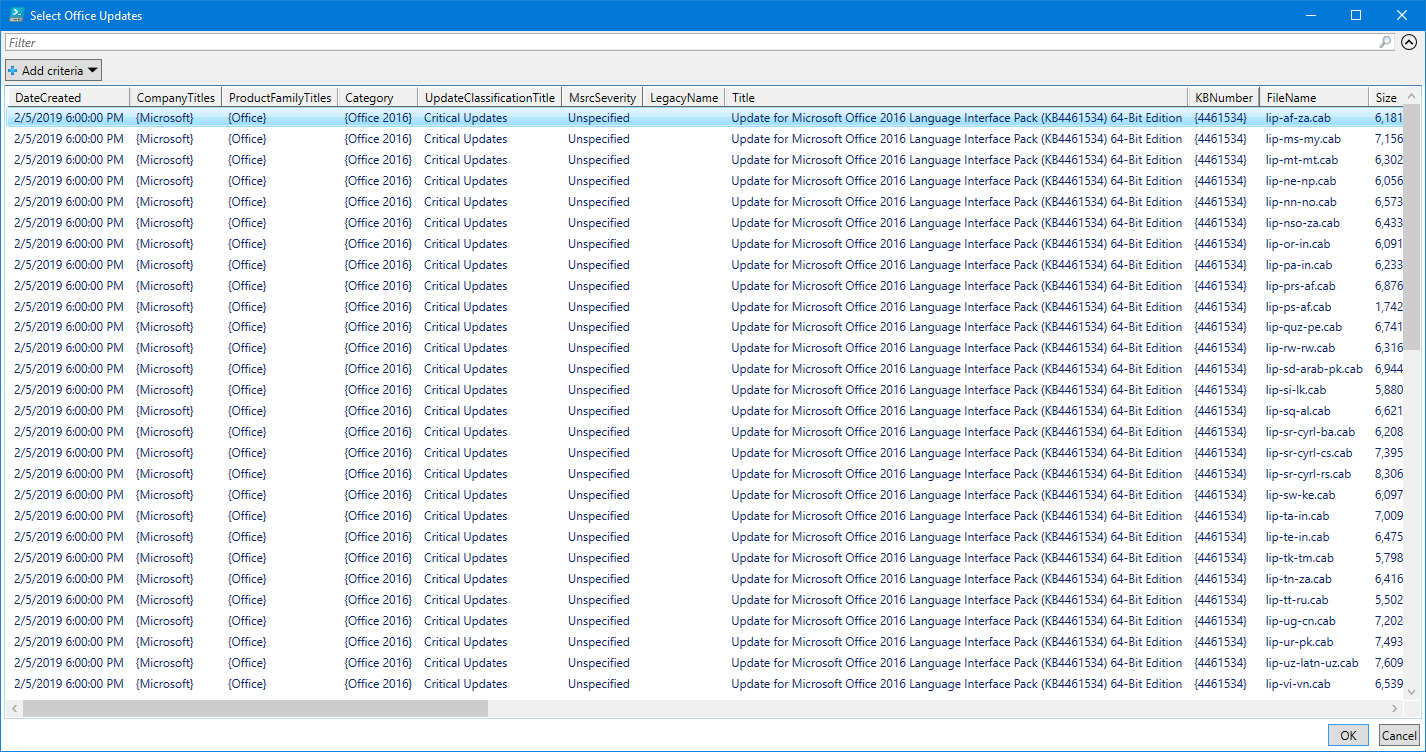 Select Office Updates
Filter
Add criteria
DateCreated CompanyTitles ProductFamilyTitles Category UpdateClassificationTitle MsrcSeverity LegacyName Title KBNumber FileName Size
2/5/2019 6:00:00 PM {Microsoft} {Office} {Office 2016} Critical Updates Unspecified Update for Microsoft Office 2016 Language Interface Pack (KB4461534) 64-Bit Edition {4461534} lip-af-za.cab 6,181
2/5/2019 6:00:00 PM {Microsoft} {Office} {Office 2016} Critical Updates Unspecified Update for Microsoft Office 2016 Language Interface Pack (KB4461534) 64-Bit Edition {4461534} lip-ms-my.cab 7,156
2/5/2019 6:00:00 PM {Microsoft} {Office} {Office 2016} Critical Updates Unspecified Update for Microsoft Office 2016 Language Interface Pack (KB4461534) 64-Bit Edition {4461534} lip-mt-mt.cab 6,302
2/5/2019 6:00:00 PM {Microsoft} {Office} {Office 2016} Critical Updates Unspecified Update for Microsoft Office 2016 Language Interface Pack (KB4461534) 64-Bit Edition {4461534} lip-ne-np.cab 6,056
2/5/2019 6:00:00 PM {Microsoft} {Office} {Office 2016} Critical Updates Unspecified Update for Microsoft Office 2016 Language Interface Pack (KB4461534) 64-Bit Edition {4461534} lip-nn-no.cab 6,573
2/5/2019 6:00:00 PM {Microsoft} {Office} {Office 2016} Critical Updates Unspecified Update for Microsoft Office 2016 Language Interface Pack (KB4461534) 64-Bit Edition {4461534} lip-nso-za.cab 6,433
2/5/2019 6:00:00 PM {Microsoft} {Office} {Office 2016} Critical Updates Unspecified Update for Microsoft Office 2016 Language Interface Pack (KB4461534) 64-Bit Edition {4461534} lip-or-in.cab 6,091
2/5/2019 6:00:00 PM {Microsoft} {Office} {Office 2016} Critical Updates Unspecified Update for Microsoft Office 2016 Language Interface Pack (KB4461534) 64-Bit Edition {4461534} lip-pa-in.cab 6,233
2/5/2019 6:00:00 PM {Microsoft} {Office} {Office 2016} Critical Updates Unspecified Update for Microsoft Office 2016 Language Interface Pack (KB4461534) 64-Bit Edition {4461534} lip-prs-af.cab 6,876
2/5/2019 6:00:00 PM {Microsoft} {Office} {Office 2016} Critical Updates Unspecified Update for Microsoft Office 2016 Language Interface Pack (KB4461534) 64-Bit Edition {4461534} lip-ps-af.cab 1,742
2/5/2019 6:00:00 PM {Microsoft} {Office} {Office 2016} Critical Updates Unspecified Update for Microsoft Office 2016 Language Interface Pack (KB4461534) 64-Bit Edition {4461534} lip-quz-pe.cab 6,741
2/5/2019 6:00:00 PM {Microsoft} {Office} {Office 2016} Critical Updates Unspecified Update for Microsoft Office 2016 Language Interface Pack (KB4461534) 64-Bit Edition {4461534} lip-rw-rw.cab 6,316
2/5/2019 6:00:00 PM {Microsoft} {Office} {Office 2016} Critical Updates Unspecified Update for Microsoft Office 2016 Language Interface Pack (KB4461534) 64-Bit Edition {4461534} lip-sd-arab-pk.cab 6,944
2/5/2019 6:00:00 PM {Microsoft} {Office} {Office 2016} Critical Updates Unspecified Update for Microsoft Office 2016 Language Interface Pack (KB4461534) 64-Bit Edition {4461534} lip-si-lk.cab 5,880
2/5/2019 6:00:00 PM {Microsoft} {Office} {Office 2016} Critical Updates Unspecified Update for Microsoft Office 2016 Language Interface Pack (KB4461534) 64-Bit Edition {4461534} lip-sq-al.cab 6,621
2/5/2019 6:00:00 PM {Microsoft} {Office} {Office 2016} Critical Updates Unspecified Update for Microsoft Office 2016 Language Interface Pack (KB4461534) 64-Bit Edition {4461534} lip-sr-cyrl-ba.cab 6,208
2/5/2019 6:00:00 PM {Microsoft} {Office} {Office 2016} Critical Updates Unspecified Update for Microsoft Office 2016 Language Interface Pack (KB4461534) 64-Bit Edition {4461534} lip-sr-cyrl-cs.cab 7,395
2/5/2019 6:00:00 PM {Microsoft} {Office} {Office 2016} Critical Updates Unspecified Update for Microsoft Office 2016 Language Interface Pack (KB4461534) 64-Bit Edition {4461534} lip-sr-cyrl-rs.cab 8,306
2/5/2019 6:00:00 PM {Microsoft} {Office} {Office 2016} Critical Updates Unspecified Update for Microsoft Office 2016 Language Interface Pack (KB4461534) 64-Bit Edition {4461534} lip-sw-ke.cab 6,097
2/5/2019 6:00:00 PM {Microsoft} {Office} {Office 2016} Critical Updates Unspecified Update for Microsoft Office 2016 Language Interface Pack (KB4461534) 64-Bit Edition {4461534} lip-ta-in.cab 7,009
2/5/2019 6:00:00 PM {Microsoft} {Office} {Office 2016} Critical Updates Unspecified Update for Microsoft Office 2016 Language Interface Pack (KB4461534) 64-Bit Edition {4461534} lip-te-in.cab 6,475
2/5/2019 6:00:00 PM {Microsoft} {Office} {Office 2016} Critical Updates Unspecified Update for Microsoft Office 2016 Language Interface Pack (KB4461534) 64-Bit Edition {4461534} lip-tk-tm.cab 5,798
2/5/2019 6:00:00 PM {Microsoft} {Office} {Office 2016} Critical Updates Unspecified Update for Microsoft Office 2016 Language Interface Pack (KB4461534) 64-Bit Edition {4461534} lip-tn-za.cab 6,416
2/5/2019 6:00:00 PM {Microsoft} {Office} {Office 2016} Critical Updates Unspecified Update for Microsoft Office 2016 Language Interface Pack (KB4461534) 64-Bit Edition {4461534} lip-tt-ru.cab 5,502
2/5/2019 6:00:00 PM {Microsoft} {Office} {Office 2016} Critical Updates Unspecified Update for Microsoft Office 2016 Language Interface Pack (KB4461534) 64-Bit Edition {4461534} lip-ug-cn.cab 7,202
2/5/2019 6:00:00 PM {Microsoft} {Office} {Office 2016} Critical Updates Unspecified Update for Microsoft Office 2016 Language Interface Pack (KB4461534) 64-Bit Edition {4461534} lip-ur-pk.cab 7,493
2/5/2019 6:00:00 PM {Microsoft} {Office} {Office 2016} Critical Updates Unspecified Update for Microsoft Office 2016 Language Interface Pack (KB4461534) 64-Bit Edition {4461534} lip-uz-latn-uz.cab 7,609
2/5/2019 6:00:00 PM {Microsoft} {Office} {Office 2016} Critical Updates Unspecified Update for Microsoft Office 2016 Language Interface Pack (KB4461534) 64-Bit Edition {4461534} lip-vi-vn.cab 6,539
OK Cancel